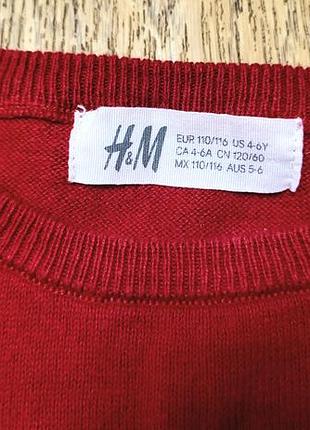 H&M
EUR 110/116 US 4-6Y
CA 4-6A CN 120/60
MX 110/116 AUS 5-6